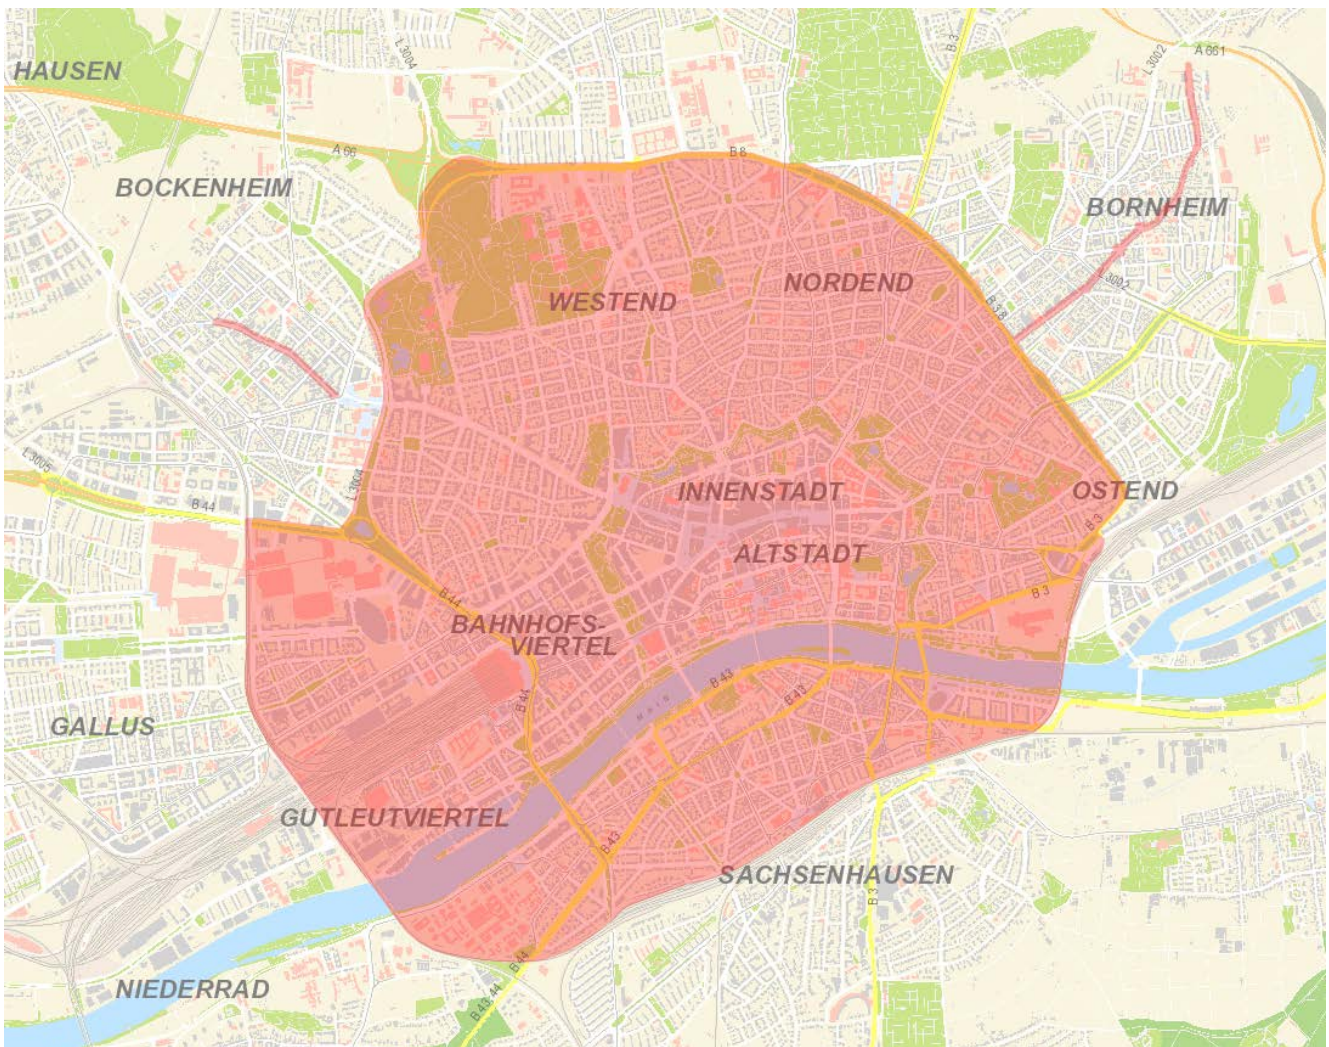 HAUSEN
L 3004
B 3
L 3002
A 661
A 66
B 8
BOCKENHEIM
BORNHEIM
L 3002
NORDEND
WESTEND
B 3.8
L 3005
L 3004
B 44
INNENSTADT
OSTEND
B 3
ALTSTADT
B 44
B 3
BAHNHOFS-
VIERTEL
B 44
B 43
B 43
MAIN
GALLUS
GUTLEUTVIERTEL
B 43
SACHSENHAUSEN
B 3
B 44
NIEDERRAD
B 43.44